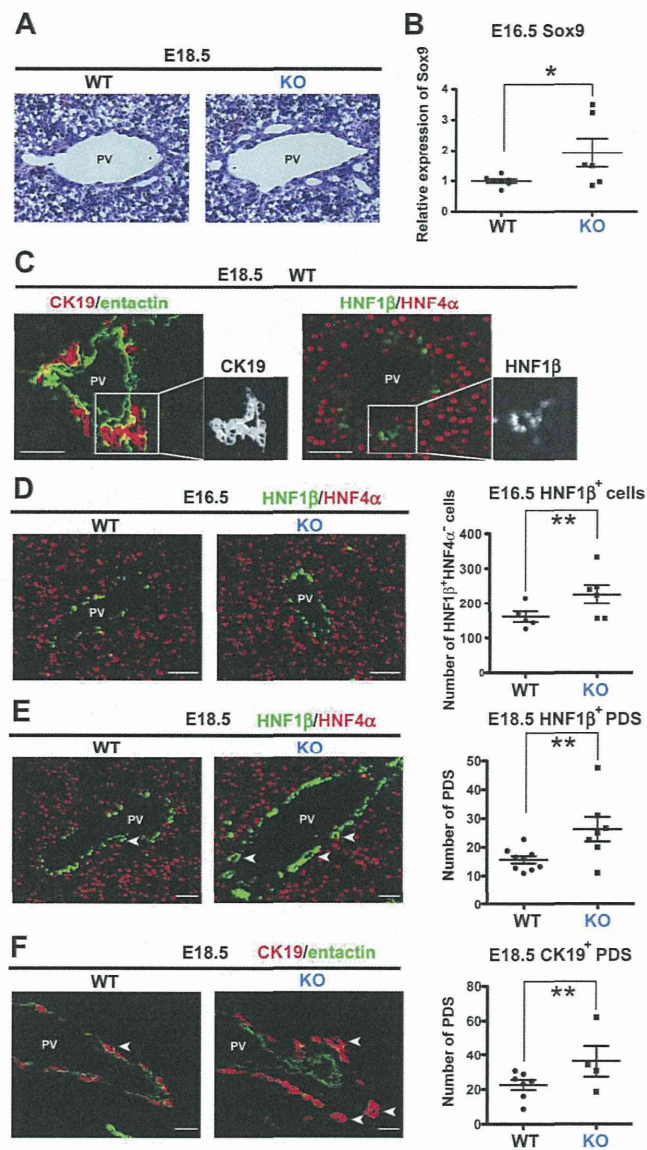 A
E18.5
WT
KO
PV
PV
B
E16.5 Sox9
Relative expression of Sox9
4
3
2
1
0
*
WT
KO
C
E18.5 WT
CK19/entactin
HNF1β/HNF4α
PV
CK19
PV
HNF1β
D
E16.5 HNF1β/HNF4α
WT
KO
PV
PV
E16.5 HNF1β⁺ cells
Number of HNF1β⁺HNF4α⁻ cells
400
300
200
100
0
**
WT
KO
E
E18.5 HNF1β/HNF4α
WT
KO
PV
PV
E18.5 HNF1β⁺ PDS
Number of PDS
50
40
30
20
10
0
**
WT
KO
F
E18.5 CK19/entactin
WT
KO
PV
PV
E18.5 CK19⁺ PDS
Number of PDS
80
60
40
20
0
**
WT
KO